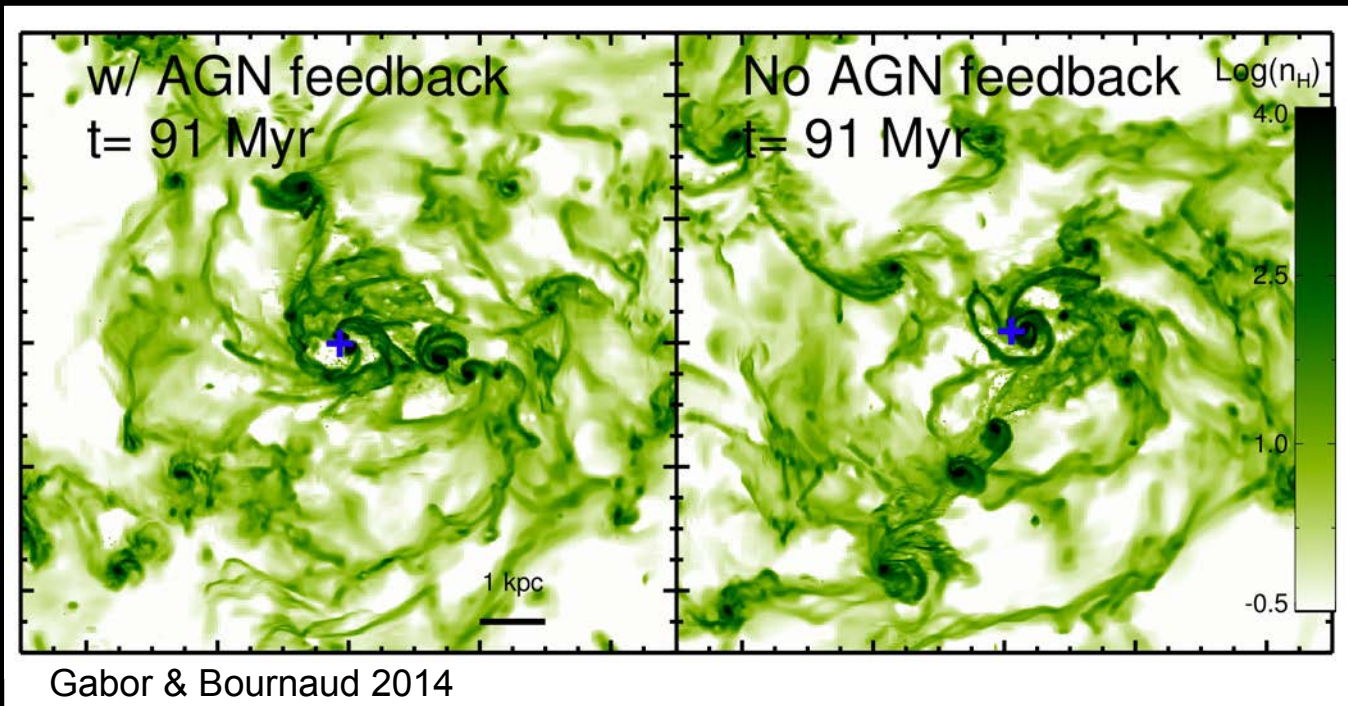 w/ AGN feedback
t= 91 Myr
1 kpc
No AGN feedback
t= 91 Myr
Log(n_H)
4.0
2.5
1.0
-0.5
Gabor & Bournaud 2014